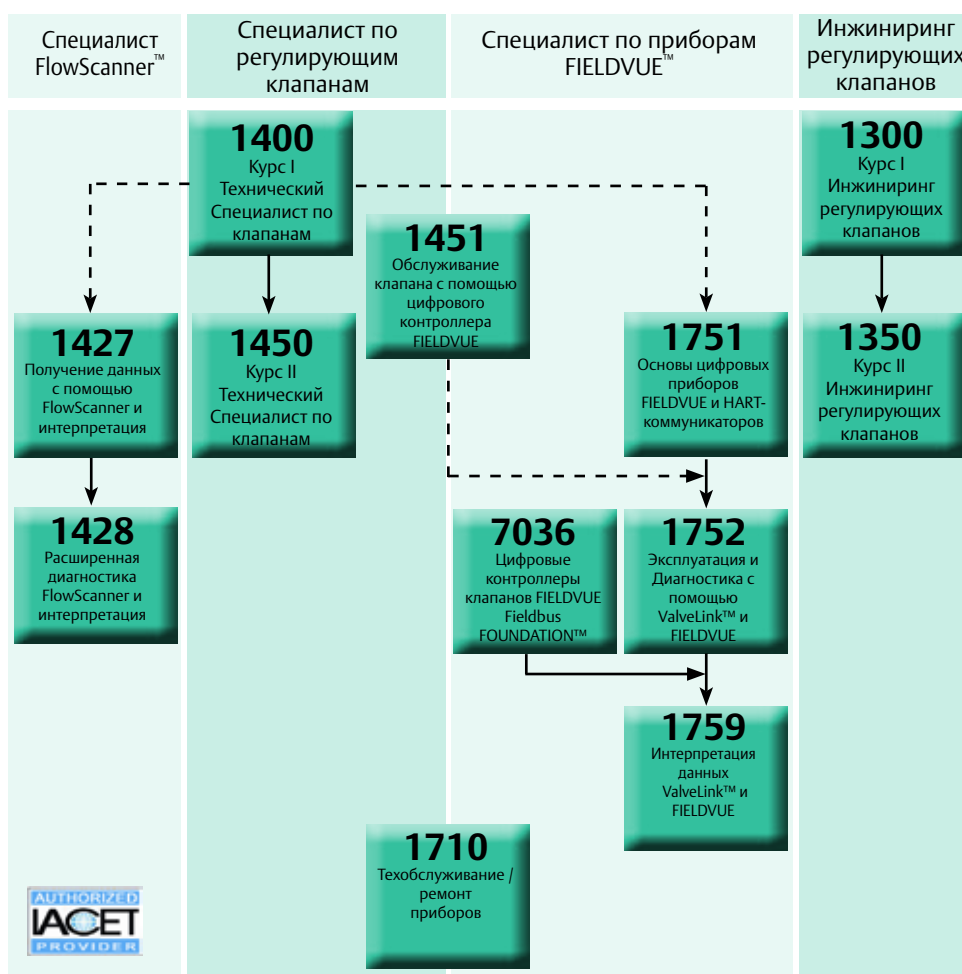 Специалист
FlowScanner™
Специалист по
регулирующим
клапанам
Специалист по приборам
FIELDVUE™
Инжиниринг
регулирующих
клапанов
1400
Курс I
Технический
Специалист по
клапанам
1300
Курс I
Инжиниринг
регулирующих
клапанов
1451
Обслуживание
клапана с помощью
цифрового
контроллера
FIELDVUE
1427
Получение данных
с помощью
FlowScanner и
интерпретация
1450
Курс II
Технический
Специалист по
клапанам
1751
Основы цифровых
приборов
FIELDVUE и HART-
коммуникаторов
1350
Курс II
Инжиниринг
регулирующих
клапанов
1428
Расширенная
диагностика
FlowScanner и
интерпретация
7036
Цифровые
контроллеры
клапанов FIELDVUE
Fieldbus
FOUNDATION™
1752
Эксплуатация и
Диагностика с
помощью
ValveLink™ и
FIELDVUE
1759
Интерпретация
данных
ValveLink™ и
FIELDVUE
1710
Техобслуживание /
ремонт
приборов
AUTHORIZED
IACET
PROVIDER